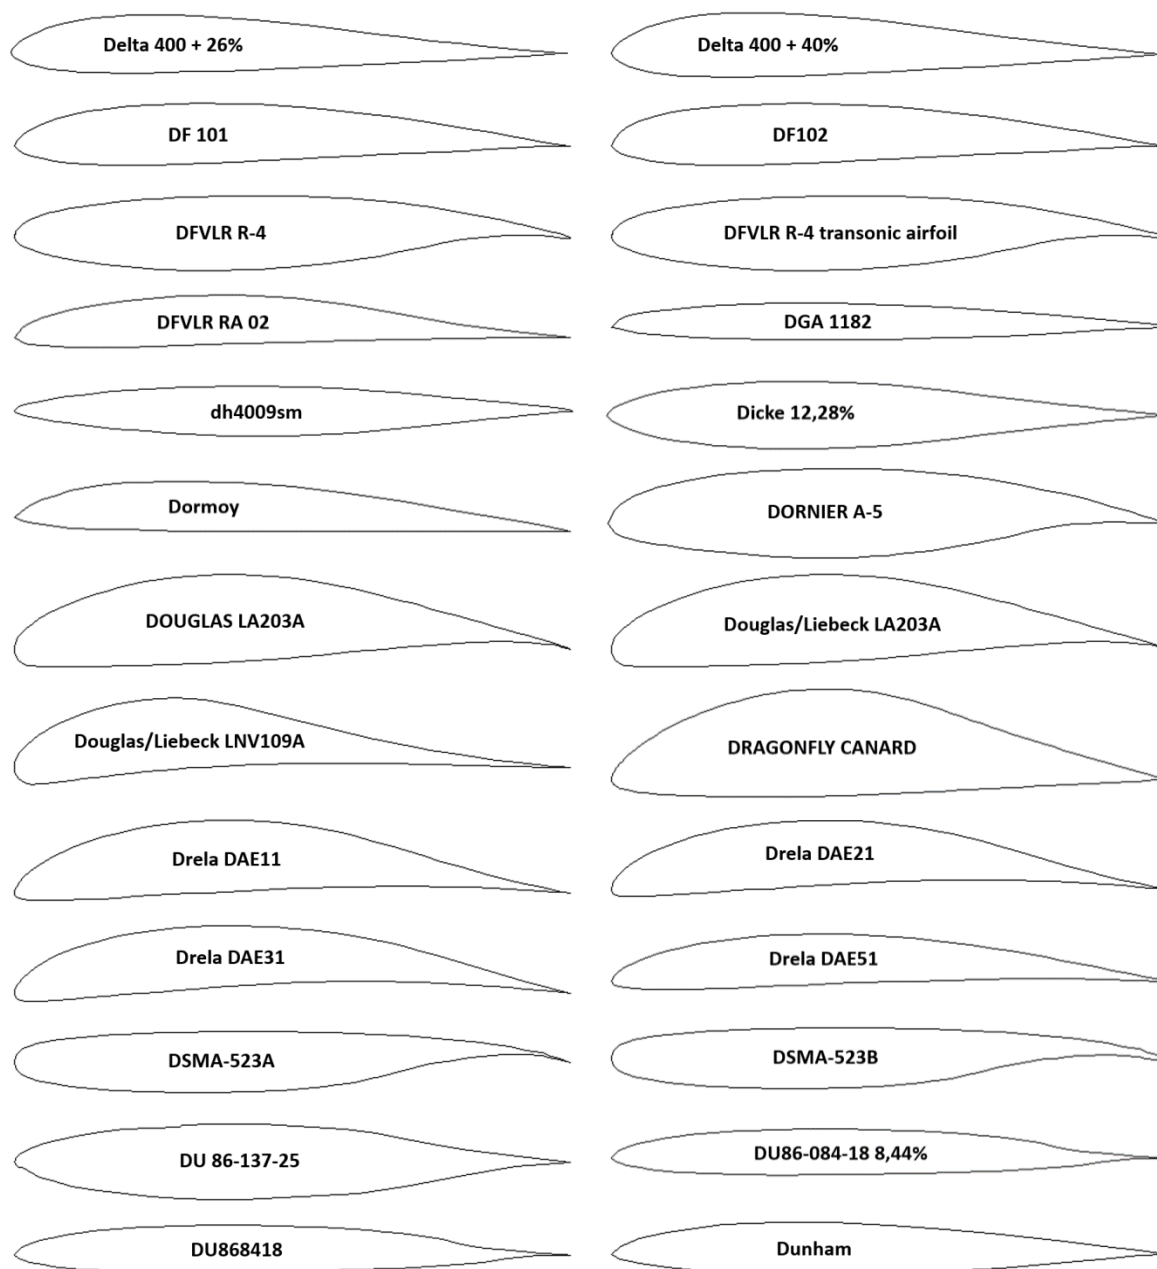 Delta 400 + 26%
Delta 400 + 40%
DF 101
DF102
DFVLR R-4
DFVLR R-4 transonic airfoil
DFVLR RA 02
DGA 1182
dh4009sm
Dicke 12,28%
Dormoy
DORNIER A-5
DOUGLAS LA203A
Douglas/Liebeck LA203A
Douglas/Liebeck LNV109A
DRAGONFLY CANARD
Drela DAE11
Drela DAE21
Drela DAE31
Drela DAE51
DSMA-523A
DSMA-523B
DU 86-137-25
DU86-084-18 8,44%
DU868418
Dunham